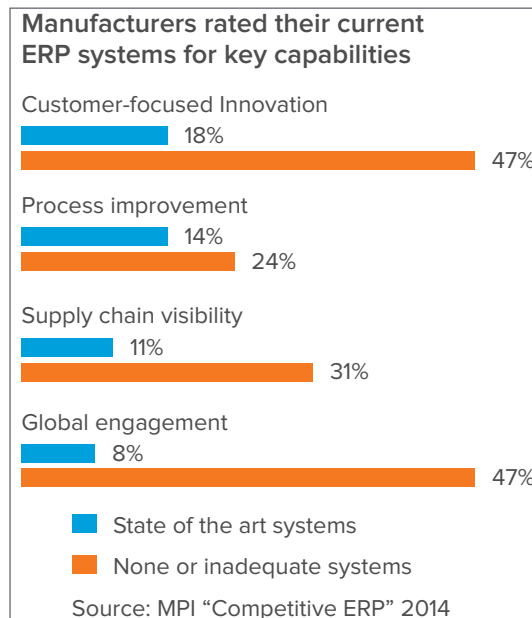 Manufacturers rated their current
ERP systems for key capabilities
Customer-focused Innovation
18%
47%
Process improvement
14%
24%
Supply chain visibility
11%
31%
Global engagement
8%
47%
State of the art systems
None or inadequate systems
Source: MPI “Competitive ERP” 2014